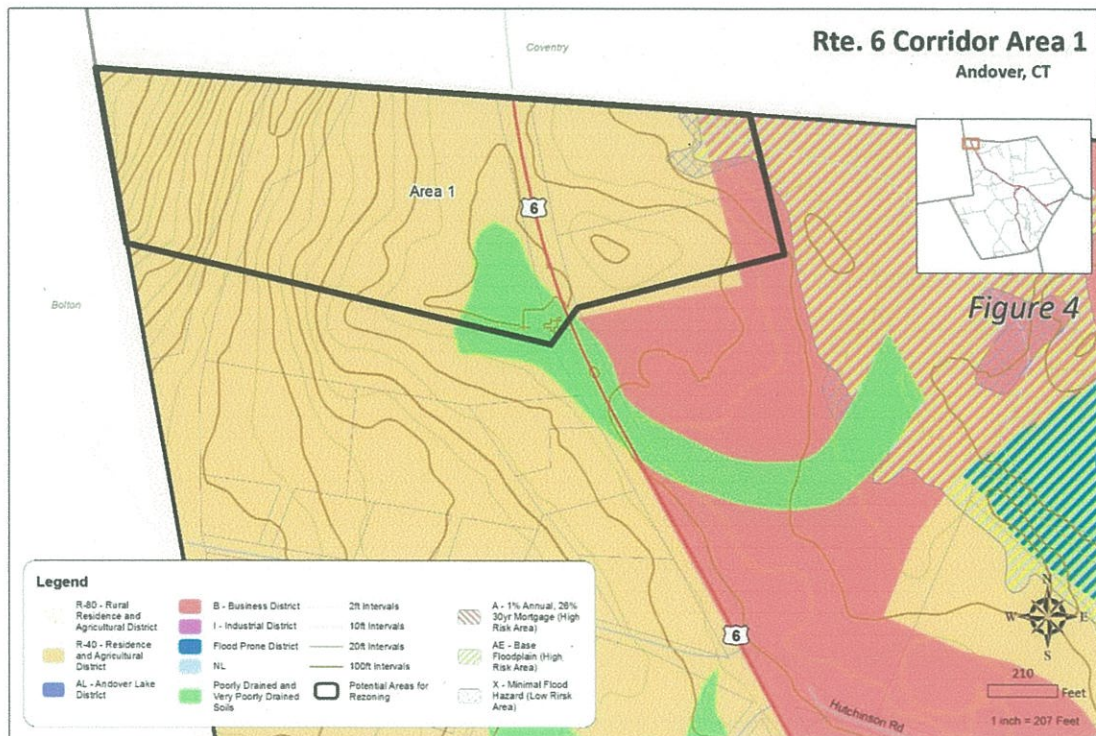 Rte. 6 Corridor Area 1
Andover, CT
Coventry
Area 1
6
Bolton
Figure 4
Legend
R-80 - Rural
Residence and
Agricultural District
R-40 - Residence
and Agricultural
District
AL - Andover Lake
District
B - Business District
I - Industrial District
Flood Prone District
NL
Poorly Drained and
Very Poorly Drained
Soils
2ft Intervals
10ft Intervals
20ft Intervals
100ft Intervals
Potential Areas for
Rezoning
A - 1% Annual, 26%
30yr Mortgage (High
Risk Area)
AE - Base
Floodplain (High
Risk Area)
X - Minimal Flood
Hazard (Low Rirsk
Area)
6
Hutchinson Rd
N
W E
S
210
Feet
1 inch = 207 Feet